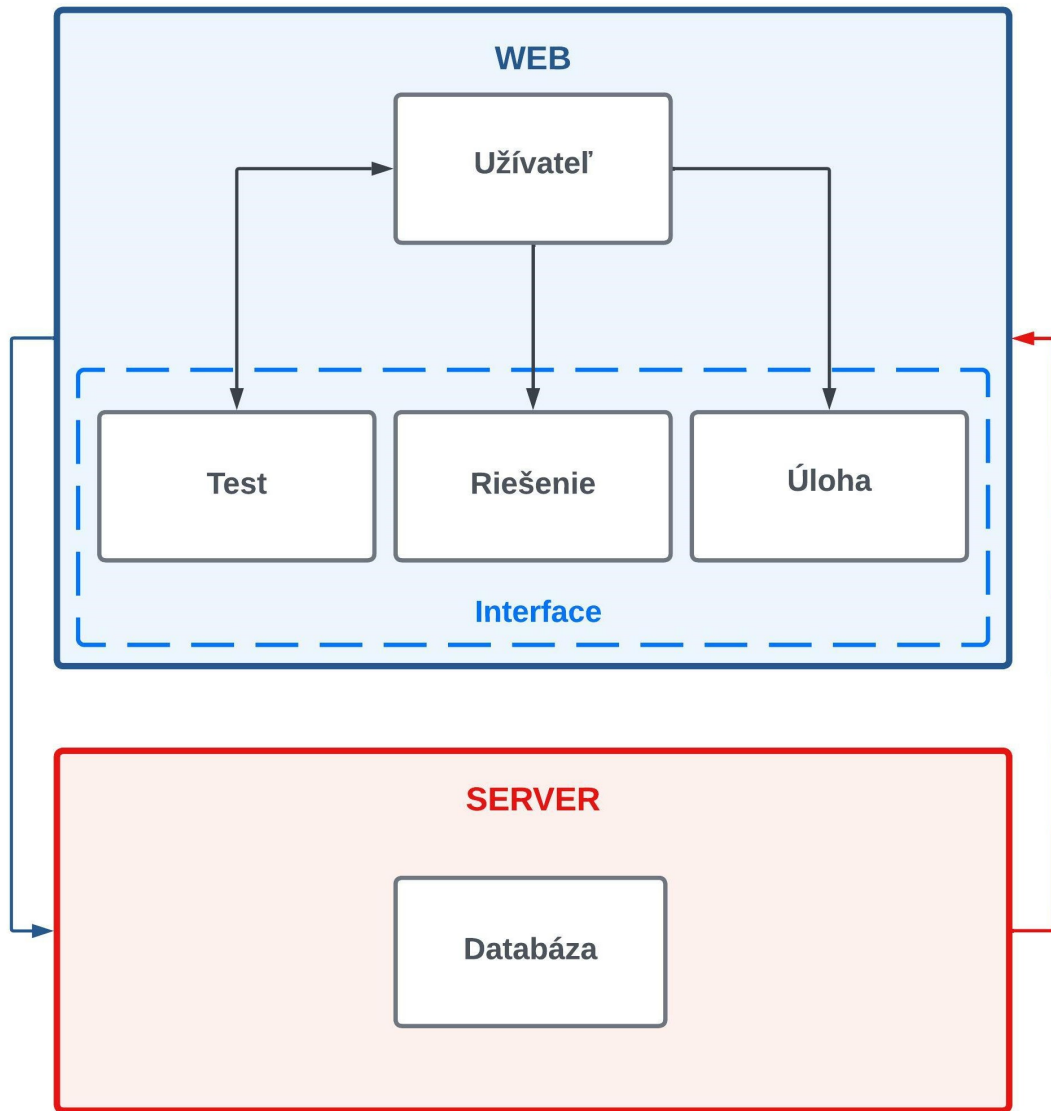 WEB
Užívateľ
Test
Riešenie
Úloha
Interface
SERVER
Databáza